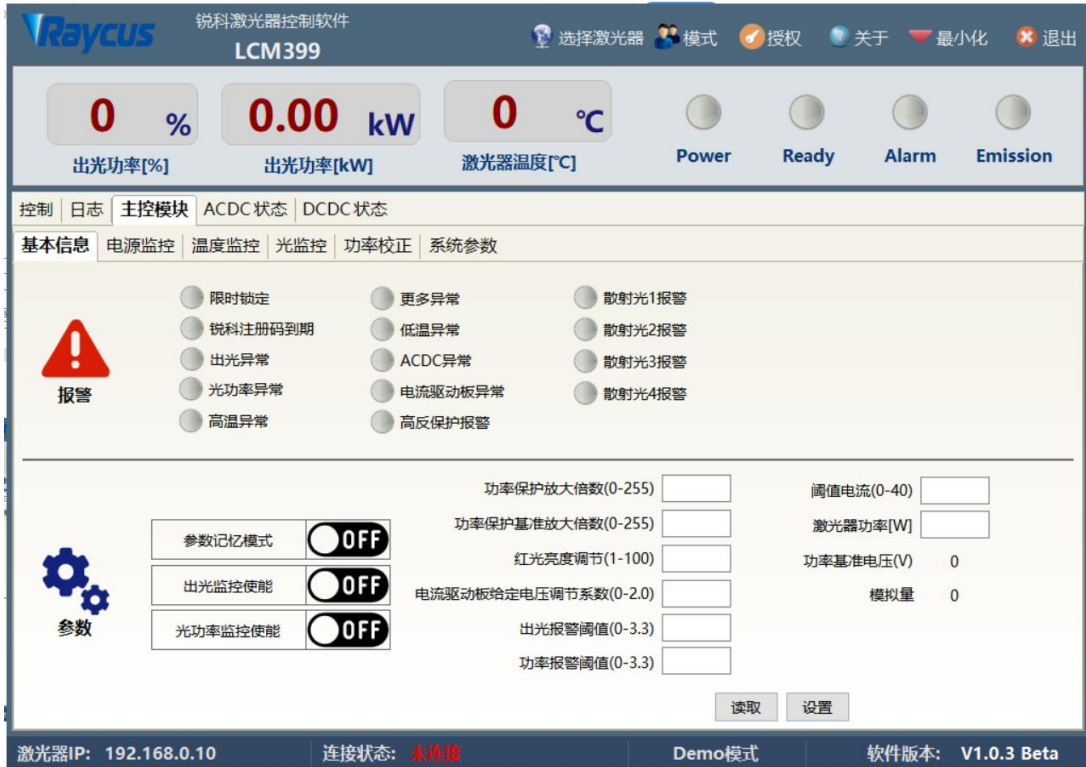 Raycus 锐科激光器控制软件
LCM399
选择激光器 模式 授权 关于 最小化 退出
0 % 0.00 kW 0 ℃
出光功率[%] 出光功率[kW] 激光器温度[℃] Power Ready Alarm Emission
控制 日志 主控模块 ACDC状态 DCDC状态
基本信息 电源监控 温度监控 光监控 功率校正 系统参数
限时锁定 更多异常 散射光1报警
锐科注册码到期 低温异常 散射光2报警
出光异常 ACDC异常 散射光3报警
报警 光功率异常 电流驱动板异常 散射光4报警
高温异常 高反保护报警
功率保护放大倍数(0-255) 阈值电流(0-40)
功率保护基准放大倍数(0-255) 激光器功率[W]
参数记忆模式 OFF 红光亮度调节(1-100) 功率基准电压(V) 0
出光监控使能 OFF 电流驱动板给定电压调节系数(0-2.0) 模拟量 0
参数 光功率监控使能 OFF 出光报警阈值(0-3.3)
功率报警阈值(0-3.3)
读取 设置
激光器IP: 192.168.0.10 连接状态: 未连接 Demo模式 软件版本: V1.0.3 Beta